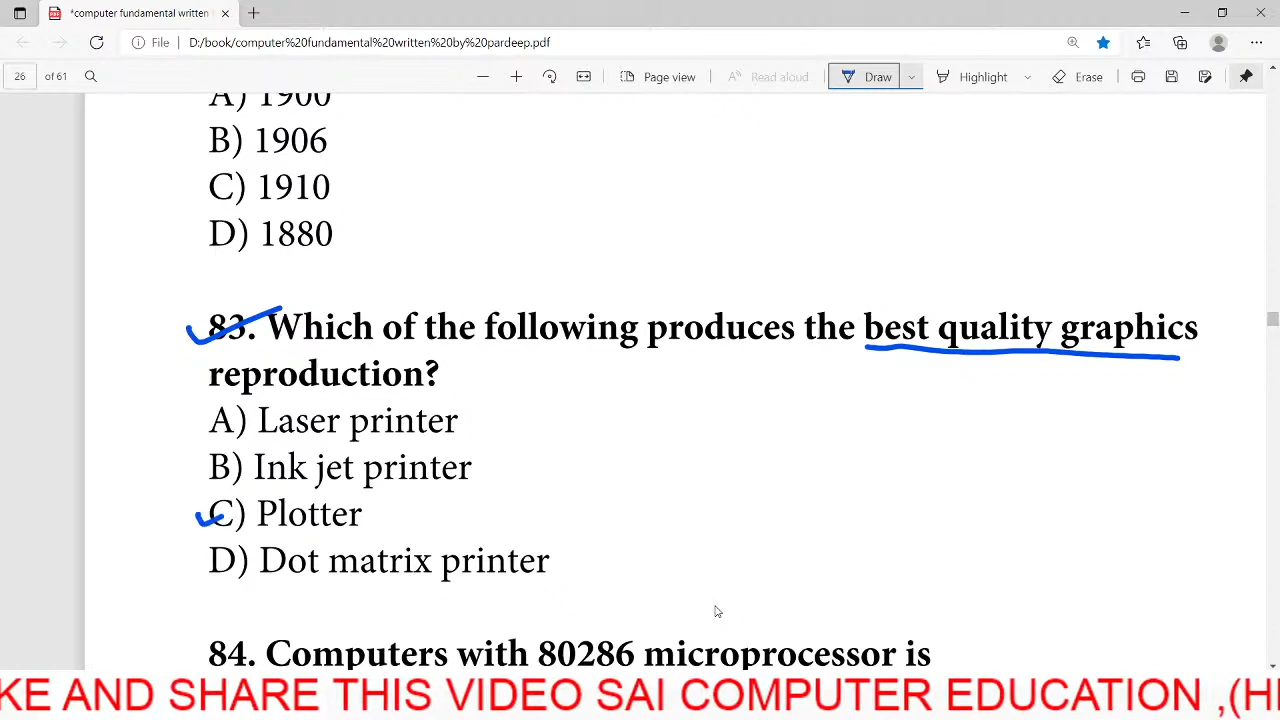 *computer fundamental written
File D:/book/computer%20fundamental%20written%20by%20pardeep.pdf
26 of 61 Page view Read aloud Draw Highlight Erase
A) 1900
B) 1906
C) 1910
D) 1880
83. Which of the following produces the best quality graphics
reproduction?
A) Laser printer
B) Ink jet printer
C) Plotter
D) Dot matrix printer
84. Computers with 80286 microprocessor is
KE AND SHARE THIS VIDEO SAI COMPUTER EDUCATION ,(HI